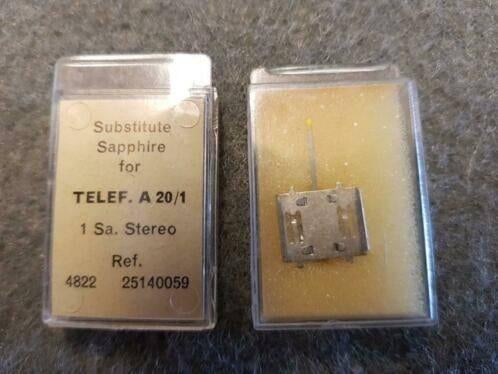 Substitute
Sapphire
for
TELEF. A 20/1
1 Sa. Stereo
Ref.
4822 25140059